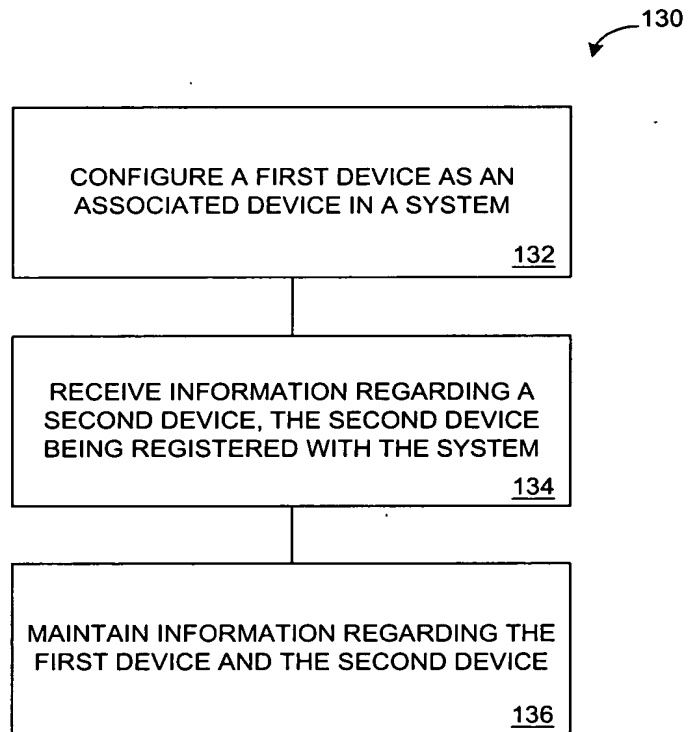 130
CONFIGURE A FIRST DEVICE AS AN
ASSOCIATED DEVICE IN A SYSTEM
132
RECEIVE INFORMATION REGARDING A
SECOND DEVICE, THE SECOND DEVICE
BEING REGISTERED WITH THE SYSTEM
134
MAINTAIN INFORMATION REGARDING THE
FIRST DEVICE AND THE SECOND DEVICE
136